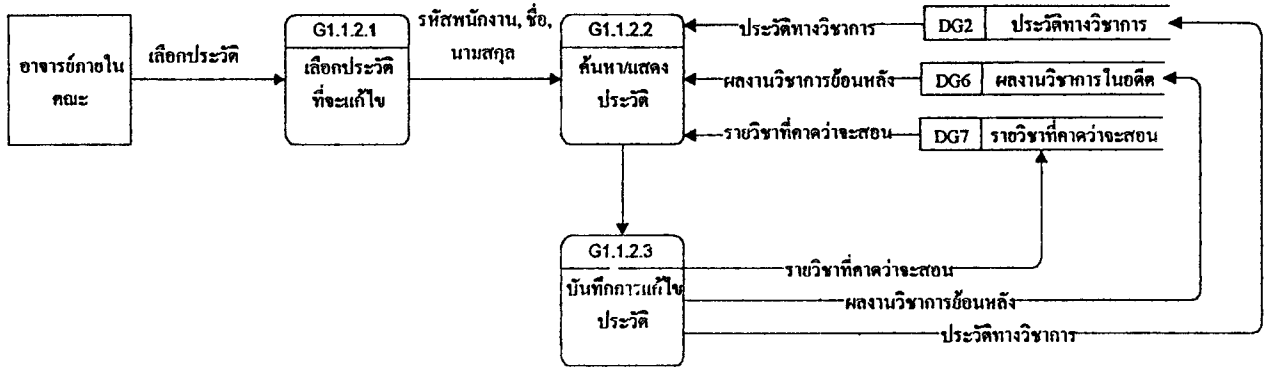 อาจารย์ภายใน
คณะ
เลือกประวัติ
G1.1.2.1
เลือกประวัติ
ที่จะแก้ไข
รหัสพนักงาน, ชื่อ,
นามสกุล
G1.1.2.2
ค้นหา/แสดง
ประวัติ
ประวัติทางวิชาการ
DG2 ประวัติทางวิชาการ
ผลงานวิชาการย้อนหลัง
DG6 ผลงานวิชาการในอดีต
รายวิชาที่คาดว่าจะสอน
DG7 รายวิชาที่คาดว่าจะสอน
G1.1.2.3
บันทึกการแก้ไข
ประวัติ
รายวิชาที่คาดว่าจะสอน
ผลงานวิชาการย้อนหลัง
ประวัติทางวิชาการ